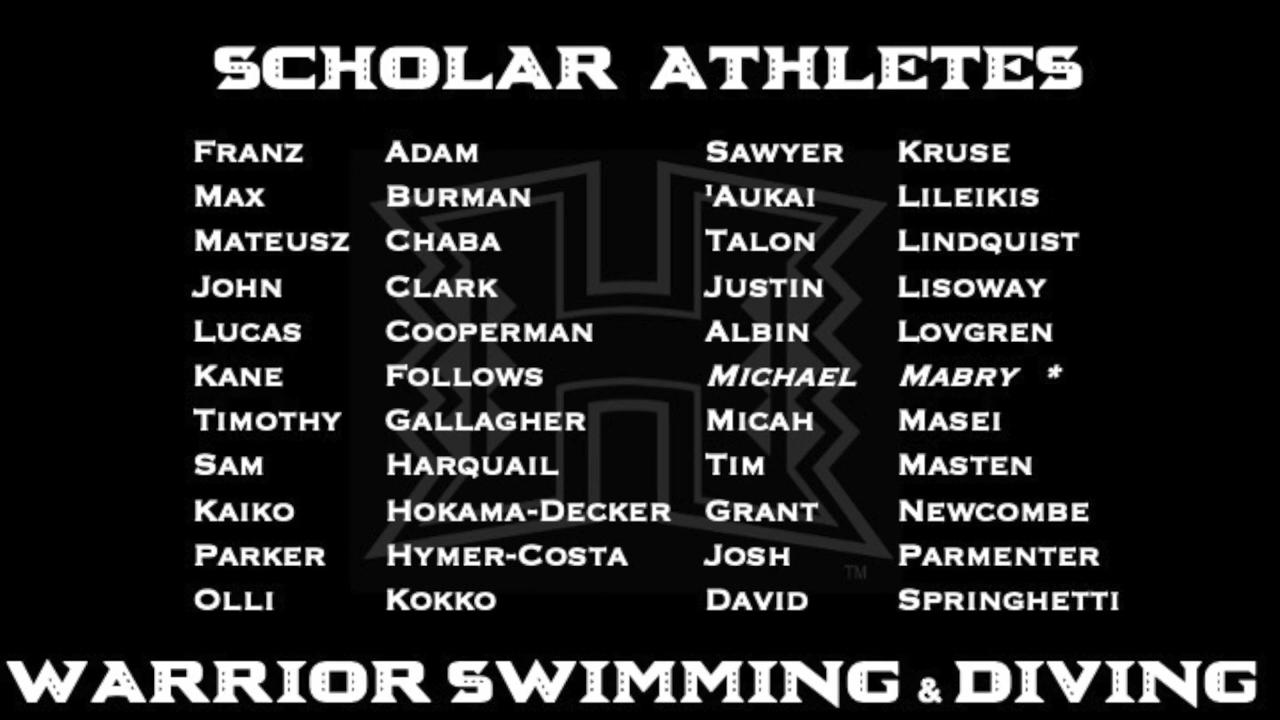 SCHOLAR ATHLETES
FRANZ ADAM
MAX BURMAN
MATEUSZ CHABA
JOHN CLARK
LUCAS COOPERMAN
KANE FOLLOWS
TIMOTHY GALLAGHER
SAM HARQUAIL
KAIKO HOKAMA-DECKER
PARKER HYMER-COSTA
OLLI KOKKO
SAWYER KRUSE
'AUKAI LILEIKIS
TALON LINDQUIST
JUSTIN LISOWAY
ALBIN LOVGREN
MICHAEL MABRY *
MICAH MASEI
TIM MASTEN
GRANT NEWCOMBE
JOSH PARMENTER
DAVID SPRINGHETTI
H
TM
WARRIOR SWIMMING & DIVING